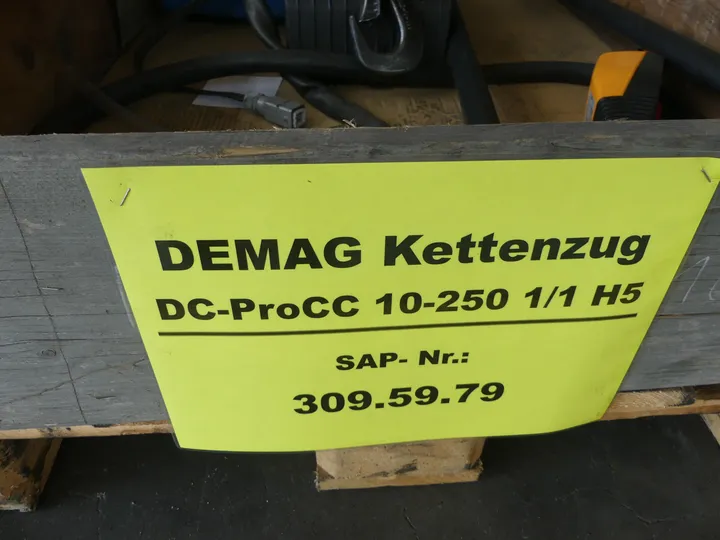 DEMAG Kettenzug
DC-ProCC 10-250 1/1 H5
SAP- Nr.:
309.59.79